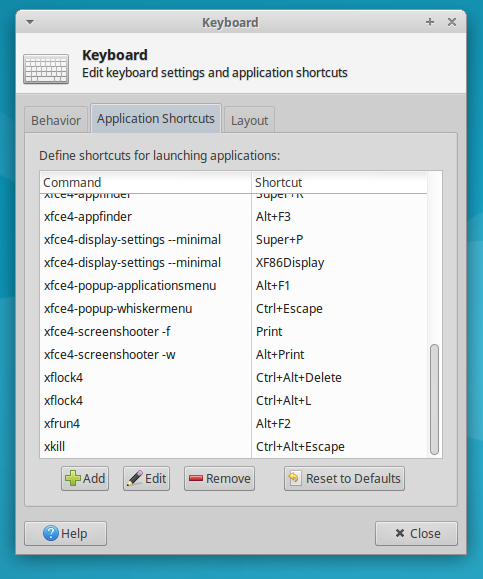 Keyboard
Keyboard
Edit keyboard settings and application shortcuts
Behavior Application Shortcuts Layout
Define shortcuts for launching applications:
Command Shortcut
xfce4-appfinder Super+R
xfce4-appfinder Alt+F3
xfce4-display-settings --minimal Super+P
xfce4-display-settings --minimal XF86Display
xfce4-popup-applicationsmenu Alt+F1
xfce4-popup-whiskermenu Ctrl+Escape
xfce4-screenshooter -f Print
xfce4-screenshooter -w Alt+Print
xflock4 Ctrl+Alt+Delete
xflock4 Ctrl+Alt+L
xfrun4 Alt+F2
xkill Ctrl+Alt+Escape
Add Edit Remove Reset to Defaults
Help Close